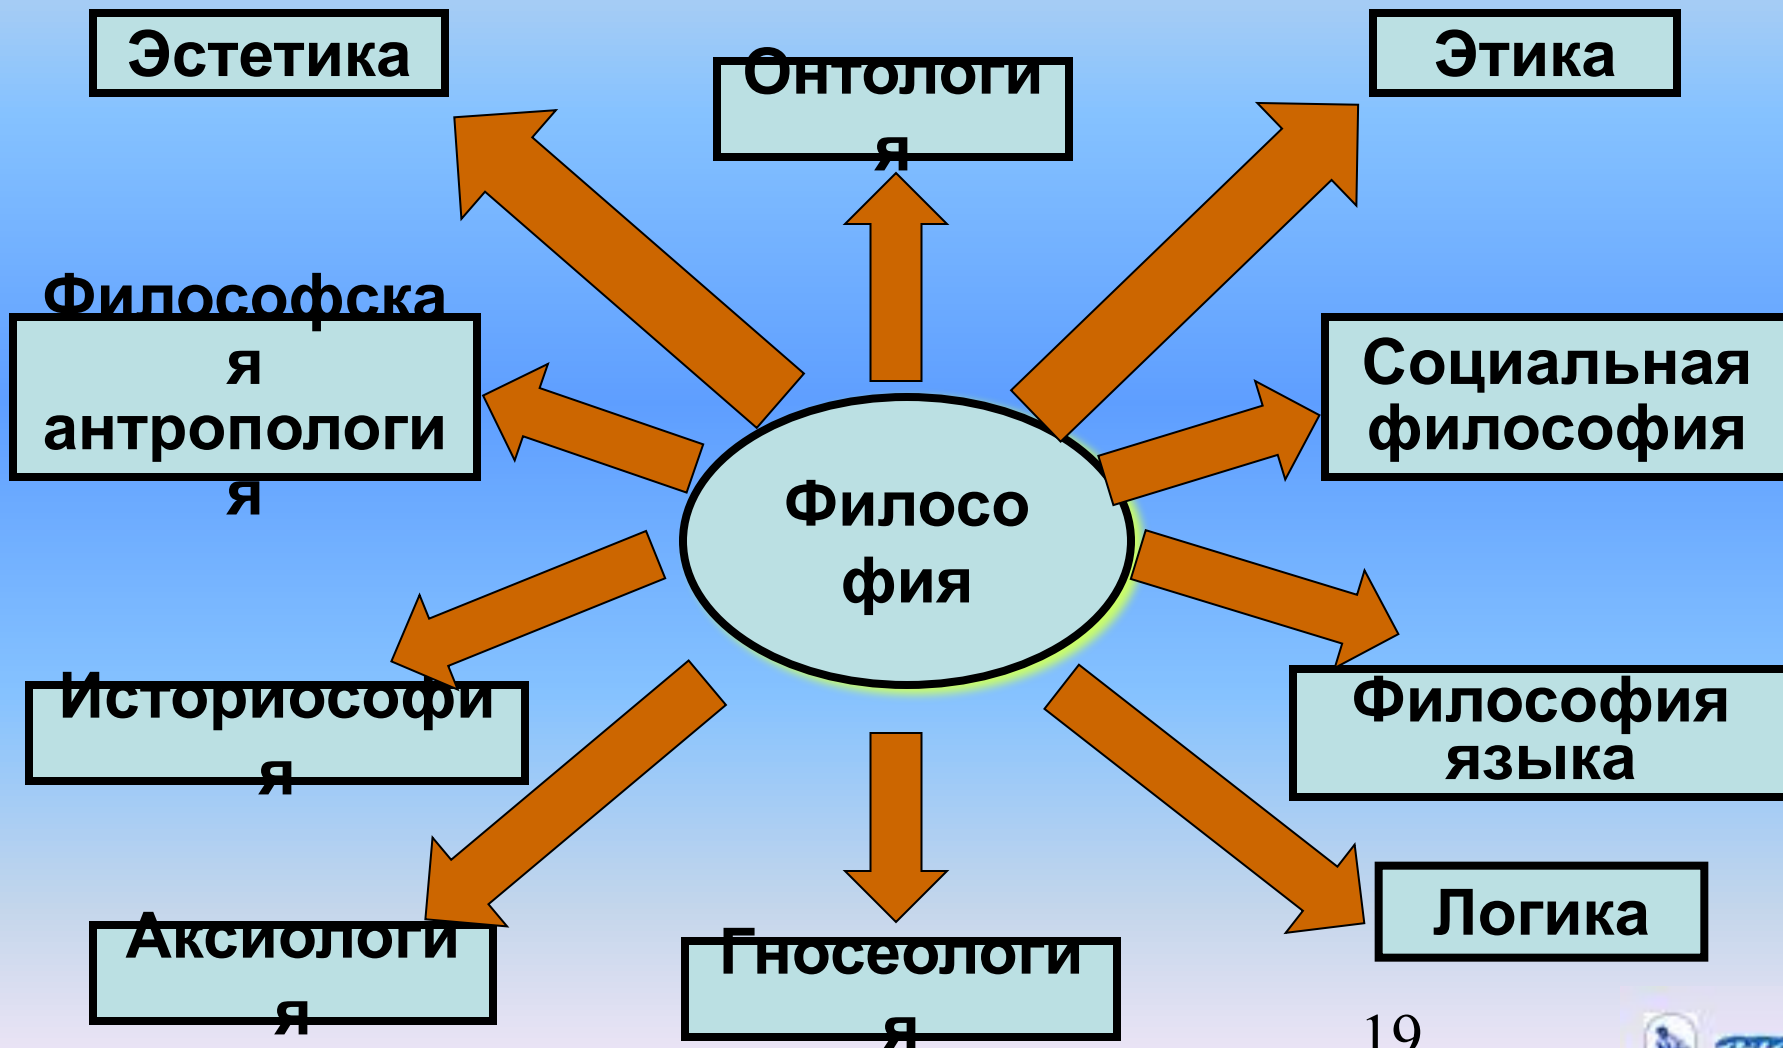 Эстетика
Онтологи
я
Этика
Философска
я
антропологи
я
Социальная
философия
Филосо
фия
Историософи
я
Философия
языка
Аксиологи
я
Гносеологи
я
Логика
19